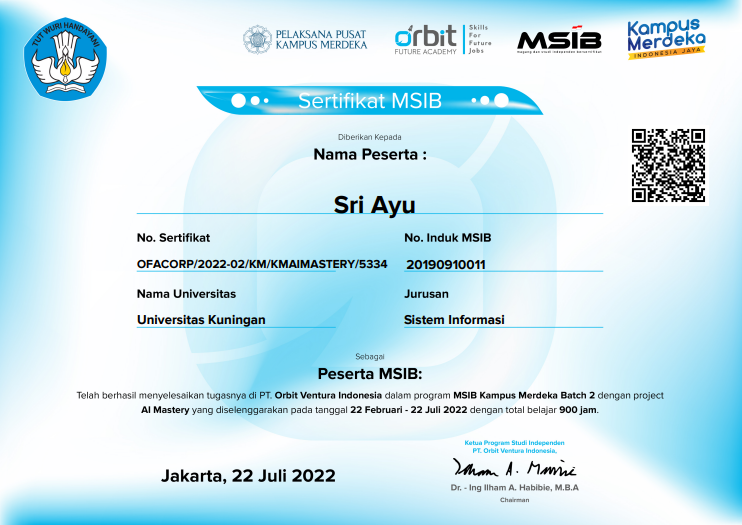 TUT WURI HANDAYANI
PELAKSANA PUSAT
KAMPUS MERDEKA
orbit
FUTURE ACADEMY
Skills
For
Future
Jobs
MSIB
magang dan studi independen bersertifikat
Kampus
Merdeka
INDONESIA JAYA
Sertifikat MSIB
Diberikan Kepada
Nama Peserta :
Sri Ayu
No. Sertifikat
No. Induk MSIB
OFACORP/2022-02/KM/KMAIMASTERY/5334
20190910011
Nama Universitas
Jurusan
Universitas Kuningan
Sistem Informasi
Sebagai
Peserta MSIB:
Telah berhasil menyelesaikan tugasnya di PT. Orbit Ventura Indonesia dalam program MSIB Kampus Merdeka Batch 2 dengan project
AI Mastery yang diselenggarakan pada tanggal 22 Februari - 22 Juli 2022 dengan total belajar 900 jam.
Ketua Program Studi Independen
PT. Orbit Ventura Indonesia,
Jakarta, 22 Juli 2022
Dr. - Ing Ilham A. Habibie, M.B.A
Chairman